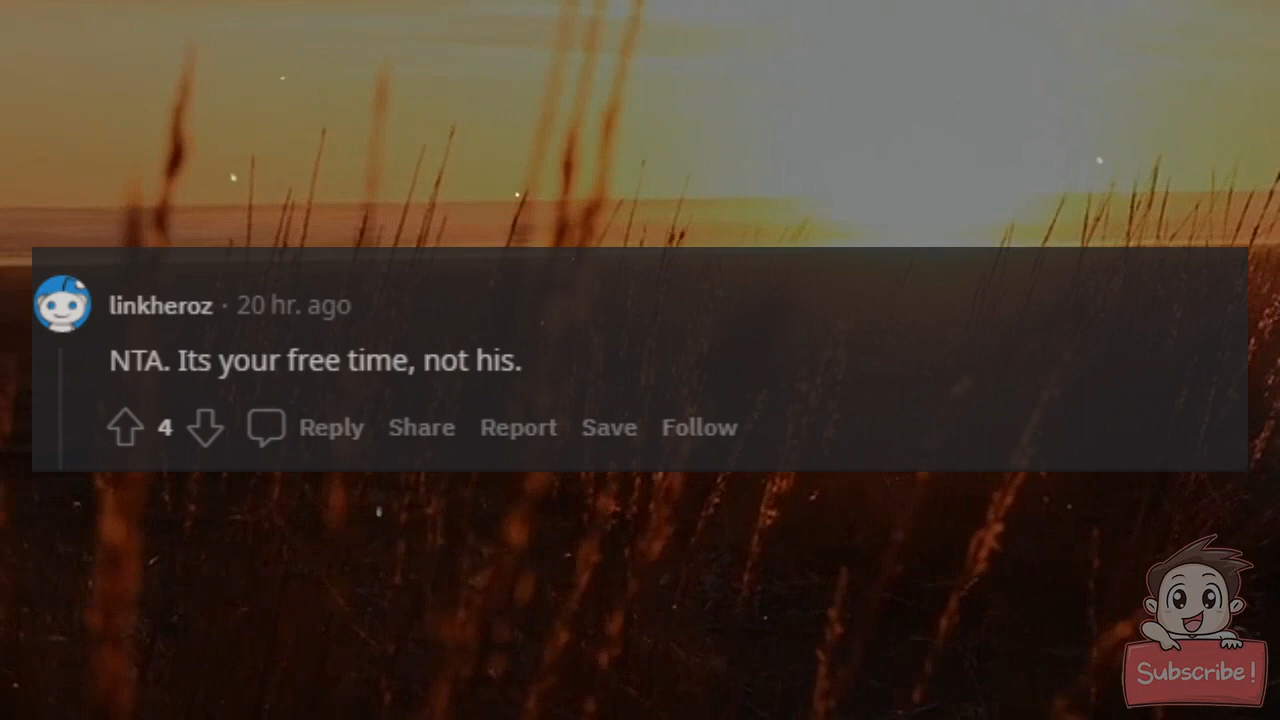 linkheroz · 20 hr. ago
NTA. Its your free time, not his.
4 Reply Share Report Save Follow
Subscribe!